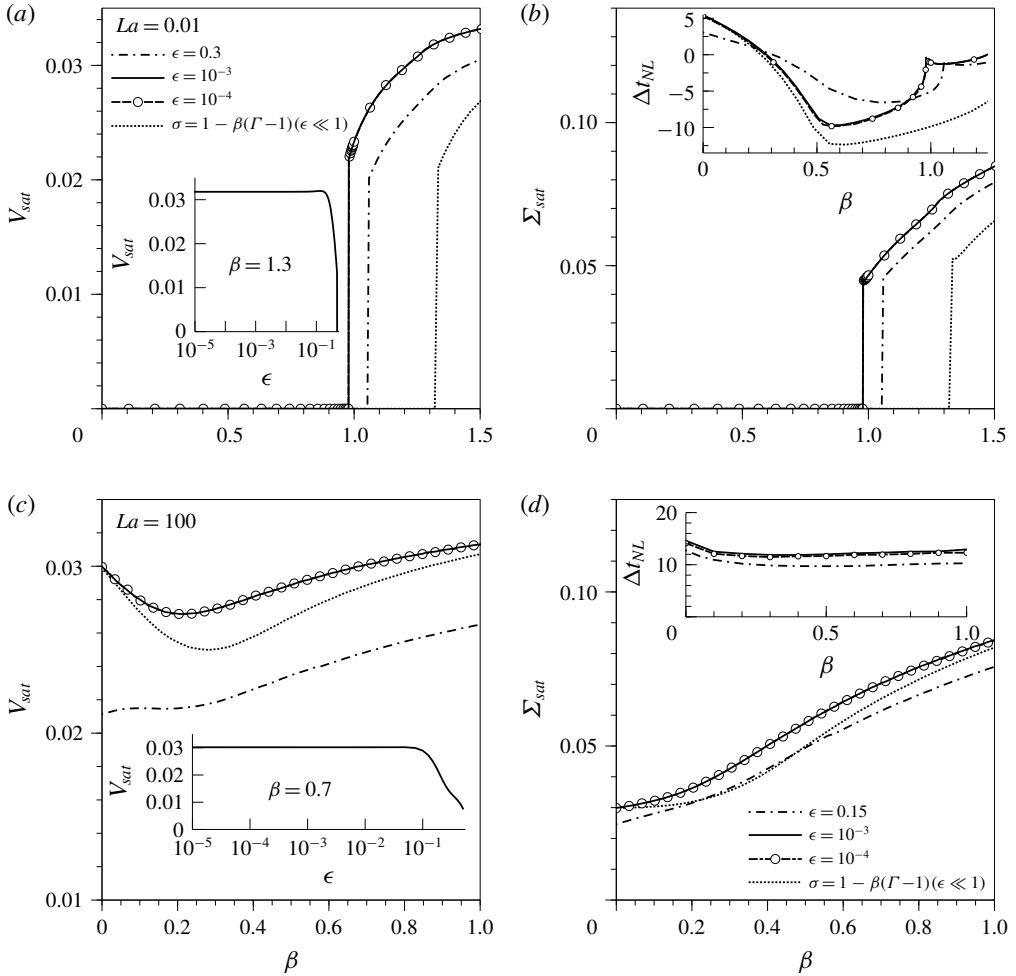 (a)
La = 0.01
ϵ = 0.3
ϵ = 10⁻³
ϵ = 10⁻⁴
σ = 1 − β(Γ − 1)(ϵ ≪ 1)
V_sat
0.03
0.02
0.01
0
0.5
1.0
1.5
V_sat
0.03
0.02
0.01
0
β = 1.3
10⁻⁵
10⁻³
10⁻¹
ϵ
(b)
Σ_sat
0.10
0.05
0
0.5
1.0
1.5
Δt_NL
5
0
−5
−10
0
0.5
1.0
β
(c)
La = 100
V_sat
0.04
0.03
0.02
0.01
0
0.2
0.4
0.6
0.8
1.0
β
V_sat
0.03
0.02
0.01
0
β = 0.7
10⁻⁵
10⁻⁴
10⁻³
10⁻²
10⁻¹
ϵ
(d)
Σ_sat
0.10
0.05
0
0.2
0.4
0.6
0.8
1.0
β
Δt_NL
20
10
0
0.5
1.0
β
ϵ = 0.15
ϵ = 10⁻³
ϵ = 10⁻⁴
σ = 1 − β(Γ − 1)(ϵ ≪ 1)